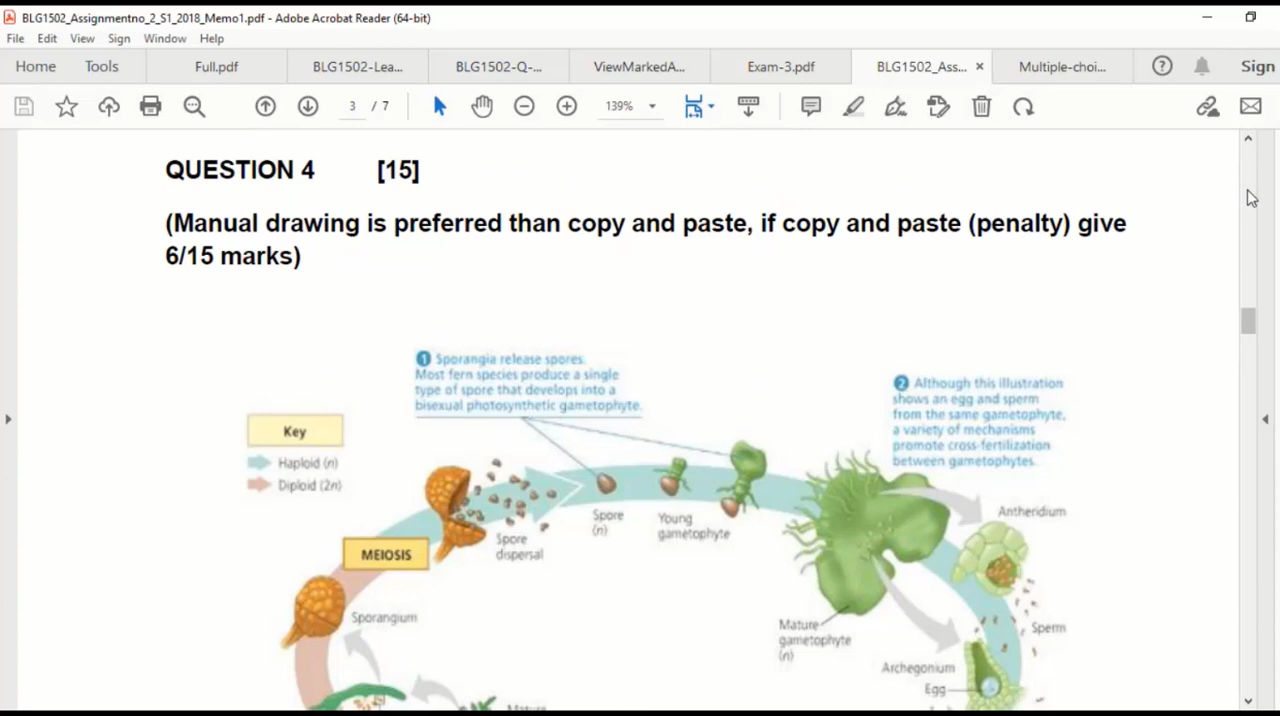 BLG1502_Assignmentno_2_S1_2018_Memo1.pdf - Adobe Acrobat Reader (64-bit)
File Edit View Sign Window Help
Home Tools Full.pdf BLG1502-Lea... BLG1502-Q-... ViewMarkedA... Exam-3.pdf BLG1502_Ass... Multiple-choi... Sign
3 / 7 139%
QUESTION 4 [15]
(Manual drawing is preferred than copy and paste, if copy and paste (penalty) give
6/15 marks)
1 Sporangia release spores.
Most fern species produce a single
type of spore that develops into a
bisexual photosynthetic gametophyte.
2 Although this illustration
shows an egg and sperm
from the same gametophyte,
a variety of mechanisms
promote cross-fertilization
between gametophytes.
Key
Haploid (n)
Diploid (2n)
MEIOSIS
Spore
dispersal
Spore
(n)
Young
gametophyte
Antheridium
Sporangium
Mature
gametophyte
(n)
Sperm
Archegonium
Egg
Mature